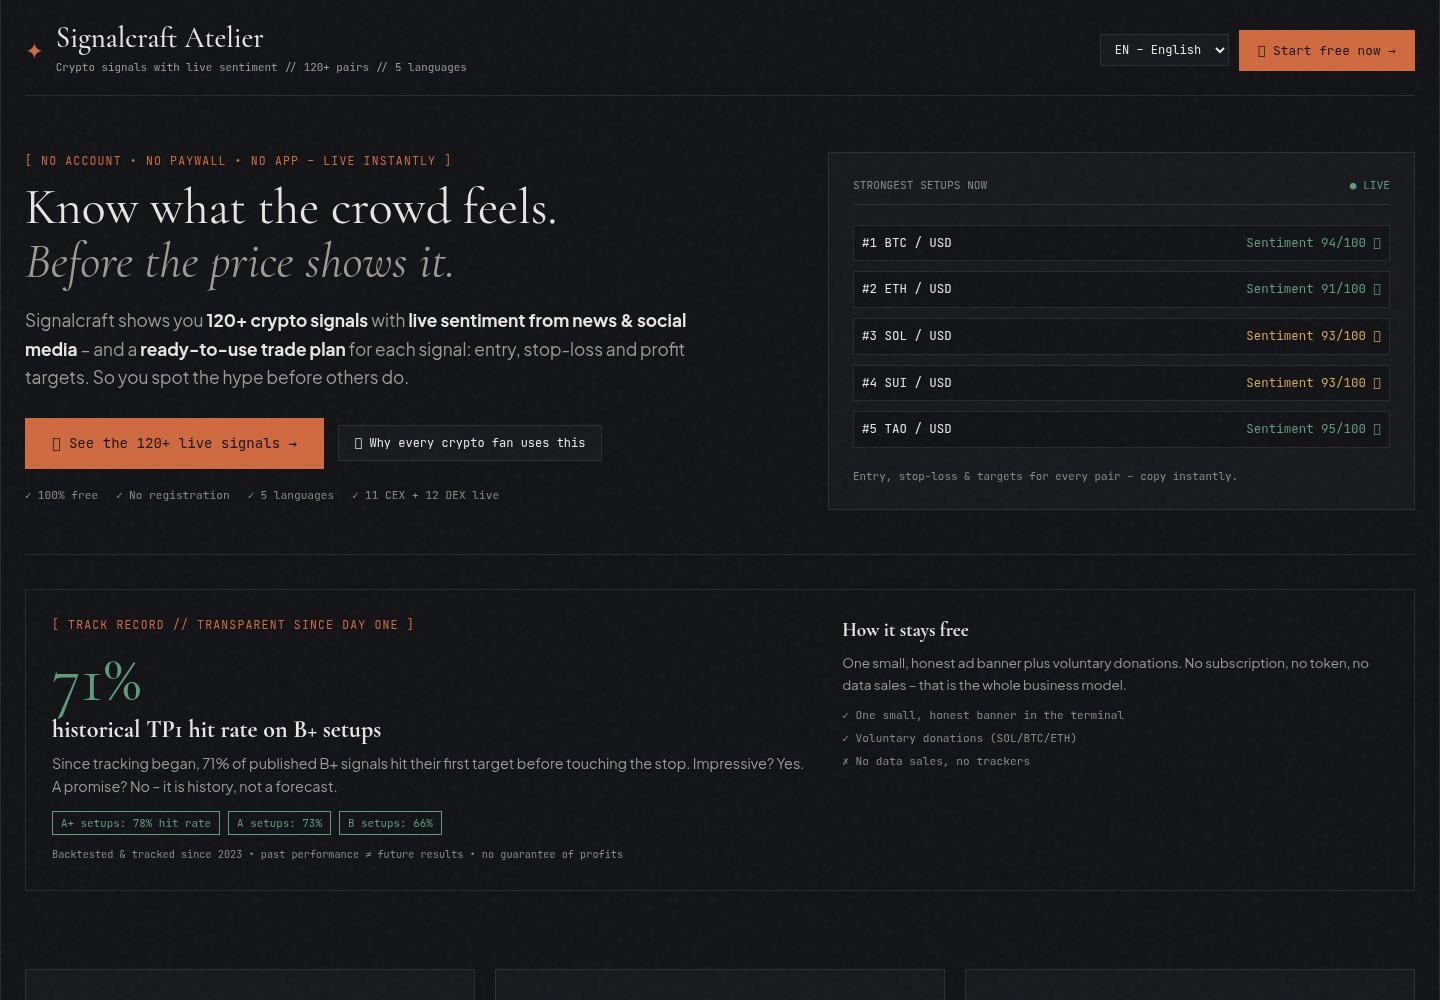 ✦ Signalcraft Atelier
Crypto signals with live sentiment // 120+ pairs // 5 languages
EN – English
Start free now →
[ NO ACCOUNT • NO PAYWALL • NO APP – LIVE INSTANTLY ]
Know what the crowd feels.
Before the price shows it.
Signalcraft shows you 120+ crypto signals with live sentiment from news & social
media – and a ready-to-use trade plan for each signal: entry, stop-loss and profit
targets. So you spot the hype before others do.
See the 120+ live signals →
Why every crypto fan uses this
✓ 100% free ✓ No registration ✓ 5 languages ✓ 11 CEX + 12 DEX live
STRONGEST SETUPS NOW
● LIVE
#1 BTC / USD Sentiment 94/100
#2 ETH / USD Sentiment 91/100
#3 SOL / USD Sentiment 93/100
#4 SUI / USD Sentiment 93/100
#5 TAO / USD Sentiment 95/100
Entry, stop-loss & targets for every pair – copy instantly.
[ TRACK RECORD // TRANSPARENT SINCE DAY ONE ]
71%
historical TP1 hit rate on B+ setups
Since tracking began, 71% of published B+ signals hit their first target before touching the stop. Impressive? Yes.
A promise? No – it is history, not a forecast.
A+ setups: 78% hit rate
A setups: 73%
B setups: 66%
Backtested & tracked since 2023 • past performance ≠ future results • no guarantee of profits
How it stays free
One small, honest ad banner plus voluntary donations. No subscription, no token, no
data sales – that is the whole business model.
✓ One small, honest banner in the terminal
✓ Voluntary donations (SOL/BTC/ETH)
✗ No data sales, no trackers